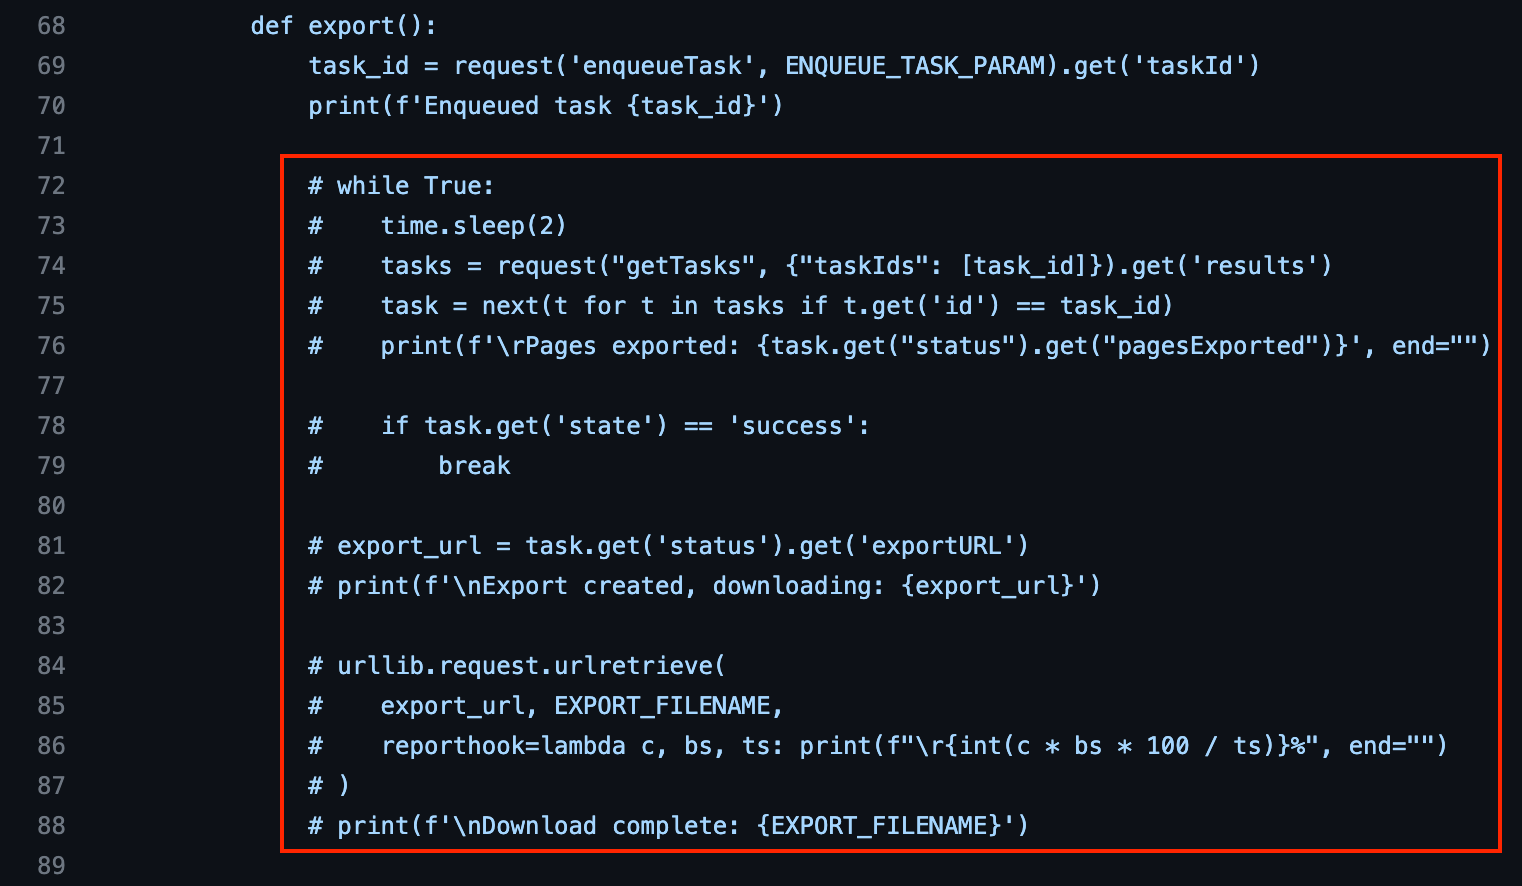 68 def export():
69 task_id = request('enqueueTask', ENQUEUE_TASK_PARAM).get('taskId')
70 print(f'Enqueued task {task_id}')
71
72 # while True:
73 #    time.sleep(2)
74 #    tasks = request("getTasks", {"taskIds": [task_id]}).get('results')
75 #    task = next(t for t in tasks if t.get('id') == task_id)
76 #    print(f'\rPages exported: {task.get("status").get("pagesExported")}', end="")
77
78 #    if task.get('state') == 'success':
79 #        break
80
81 # export_url = task.get('status').get('exportURL')
82 # print(f'\nExport created, downloading: {export_url}')
83
84 # urllib.request.urlretrieve(
85 #    export_url, EXPORT_FILENAME,
86 #    reporthook=lambda c, bs, ts: print(f"\r{int(c * bs * 100 / ts)}%", end="")
87 # )
88 # print(f'\nDownload complete: {EXPORT_FILENAME}')
89